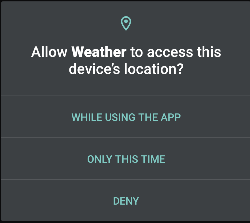 Allow Weather to access this
device's location?
WHILE USING THE APP
ONLY THIS TIME
DENY